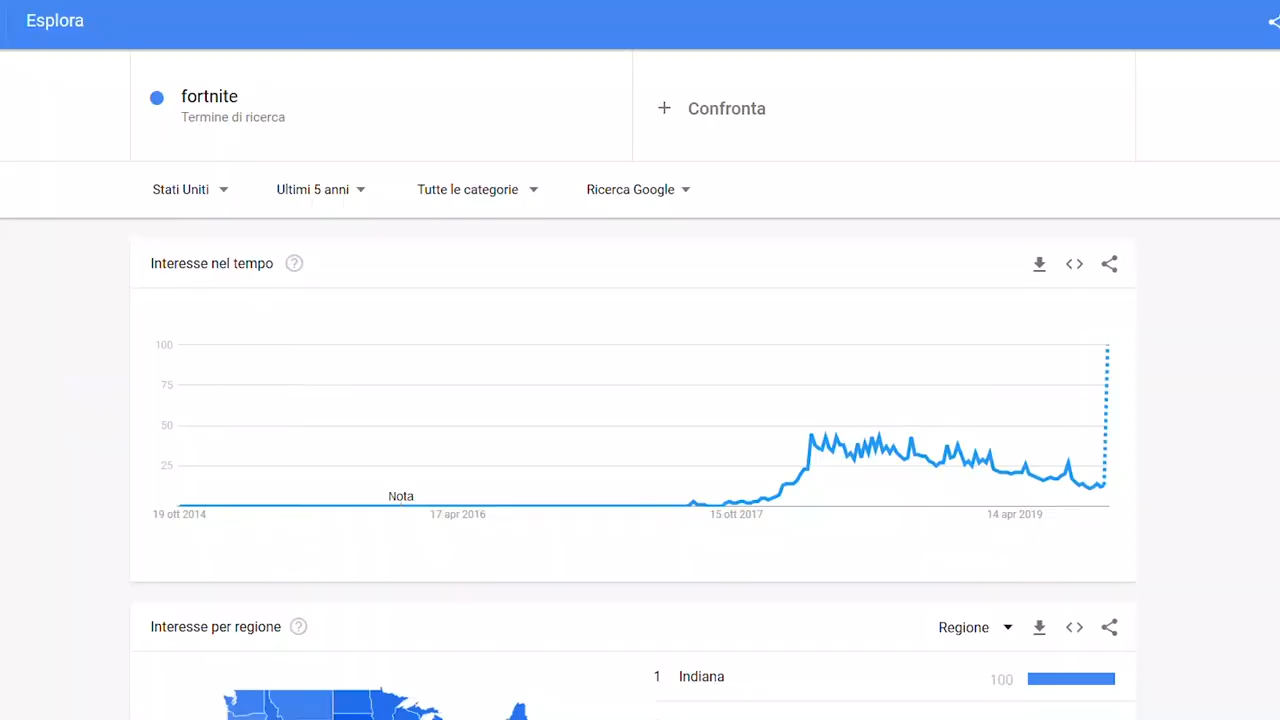 Esplora
fortnite
Termine di ricerca
+ Confronta
Stati Uniti
Ultimi 5 anni
Tutte le categorie
Ricerca Google
Interesse nel tempo ?
100
75
50
25
Nota
19 ott 2014
17 apr 2016
15 ott 2017
14 apr 2019
Interesse per regione ?
Regione
1 Indiana 100